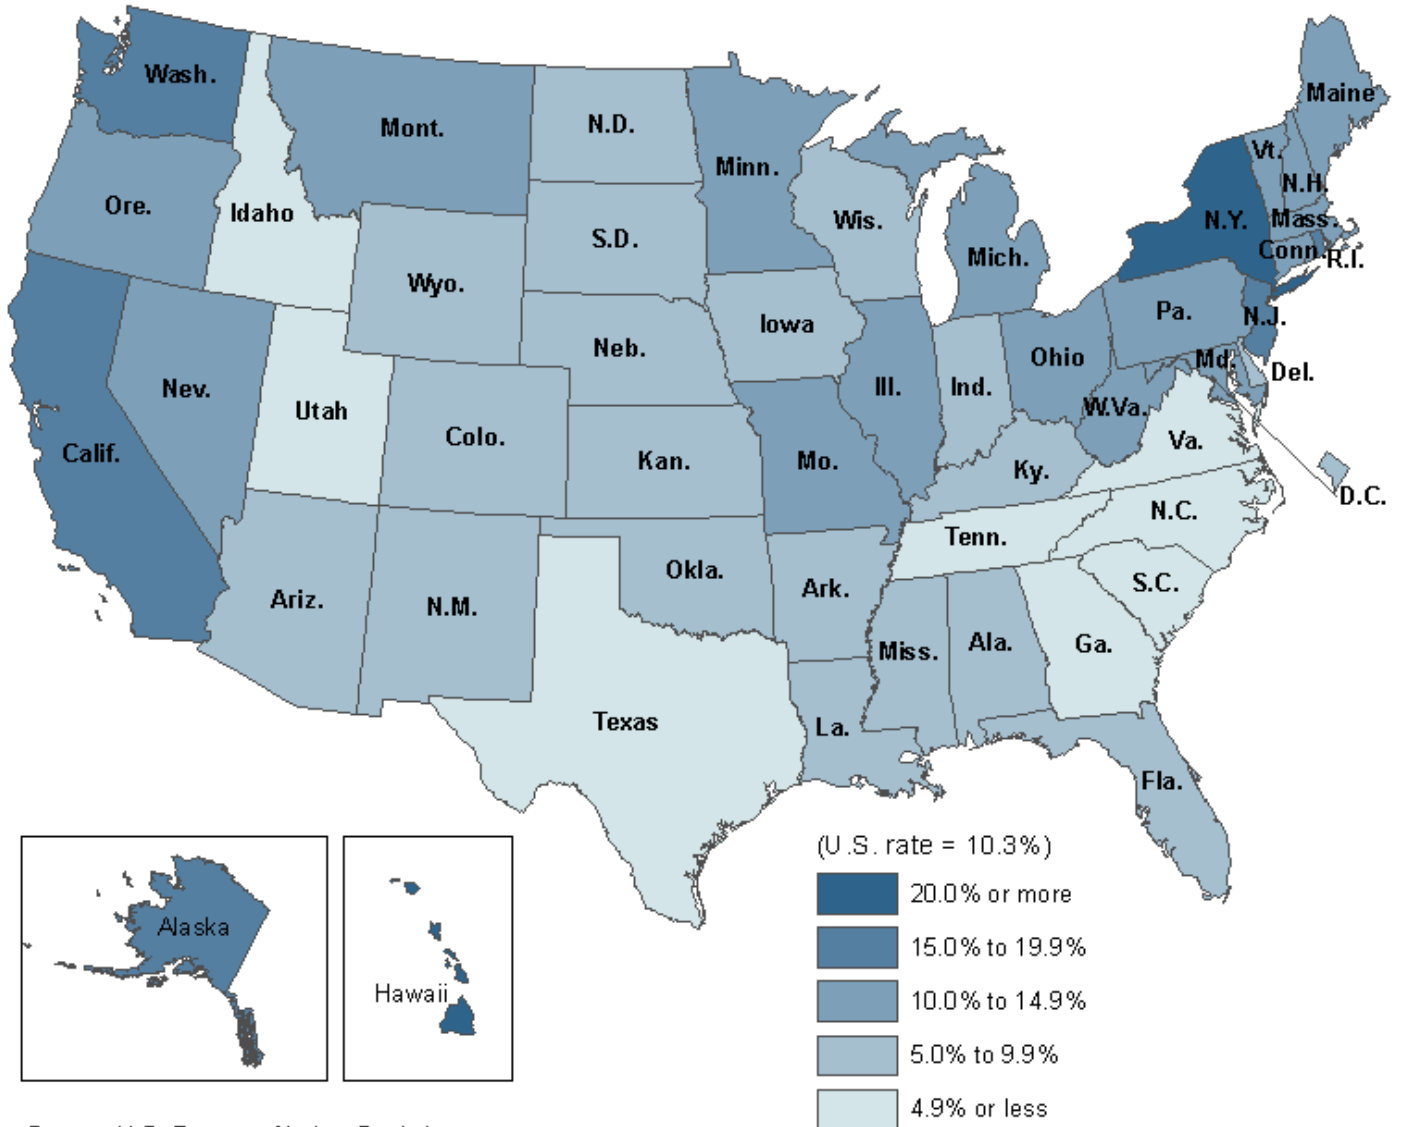 Wash.
Maine
Mont.
N.D.
Minn.
Vt.
N.H.
Ore.
Idaho
Wis.
N.Y.
Mass.
S.D.
Conn.
R.I.
Mich.
Wyo.
Iowa
Pa.
N.J.
Neb.
Ohio
Md.
Del.
Nev.
Ill.
Ind.
Utah
W.Va.
Colo.
Va.
Calif.
Kan.
Mo.
Ky.
D.C.
N.C.
Tenn.
Okla.
S.C.
Ark.
Ariz.
N.M.
Miss.
Ala.
Ga.
Texas
La.
Fla.
(U.S. rate = 10.3%)
20.0% or more
Alaska
15.0% to 19.9%
Hawaii
10.0% to 14.9%
5.0% to 9.9%
4.9% or less